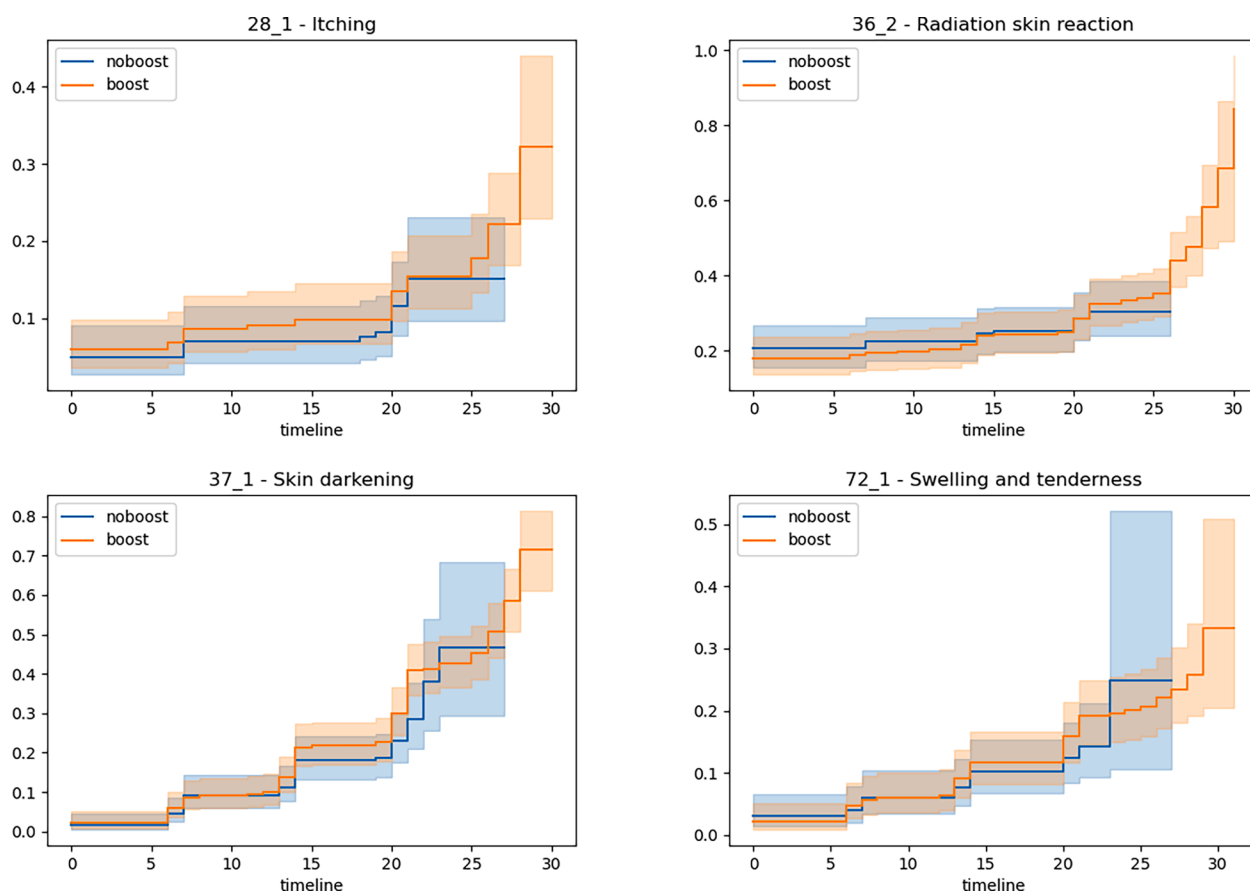 28_1 - Itching
noboost
boost
0.4
0.3
0.2
0.1
0 5 10 15 20 25 30
timeline
36_2 - Radiation skin reaction
noboost
boost
1.0
0.8
0.6
0.4
0.2
0 5 10 15 20 25 30
timeline
37_1 - Skin darkening
noboost
boost
0.8
0.7
0.6
0.5
0.4
0.3
0.2
0.1
0.0
0 5 10 15 20 25 30
timeline
72_1 - Swelling and tenderness
noboost
boost
0.5
0.4
0.3
0.2
0.1
0.0
0 5 10 15 20 25 30
timeline